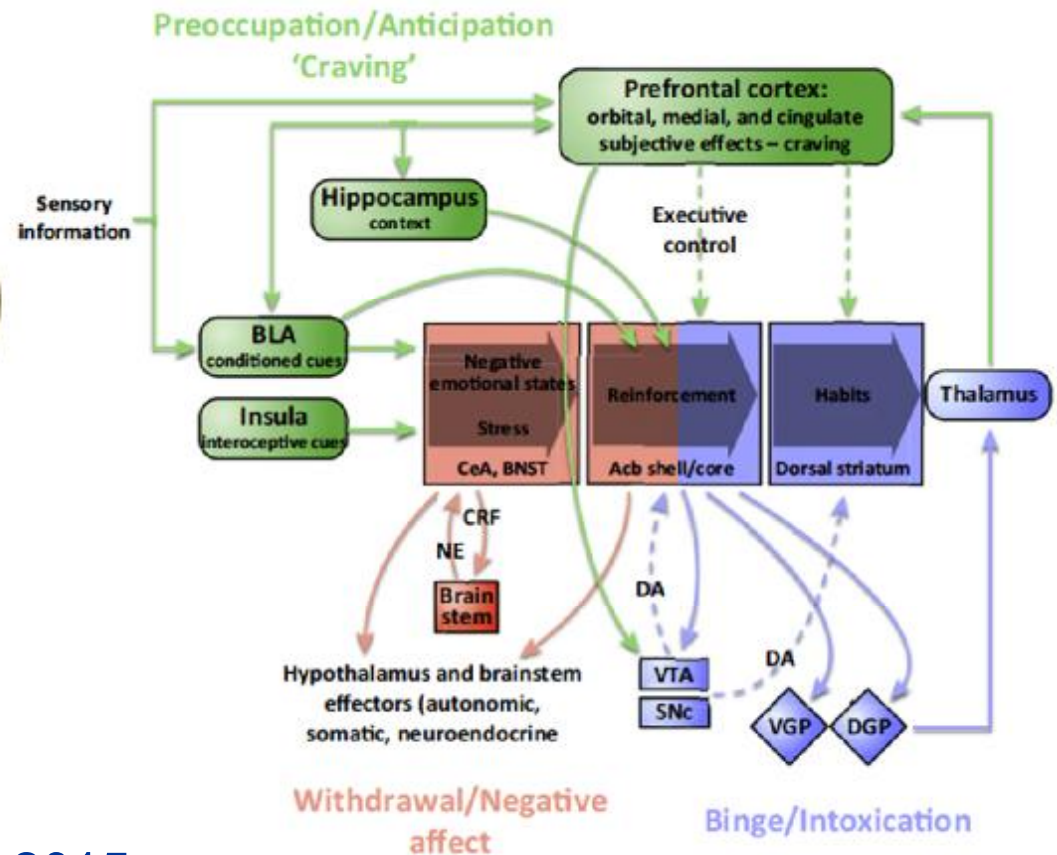 Preoccupation/Anticipation
‘Craving’
Prefrontal cortex:
orbital, medial, and cingulate
subjective effects – craving
Sensory
information
Hippocampus
context
Executive
control
BLA
conditioned cues
Insula
interoceptive cues
Negative
emotional states
Stress
CeA, BNST
Reinforcement
Acb shell/core
Habits
Dorsal striatum
Thalamus
CRF
NE
Brain
stem
DA
DA
Hypothalamus and brainstem
effectors (autonomic,
somatic, neuroendocrine
VTA
SNc
VGP
DGP
Withdrawal/Negative
affect
Binge/Intoxication